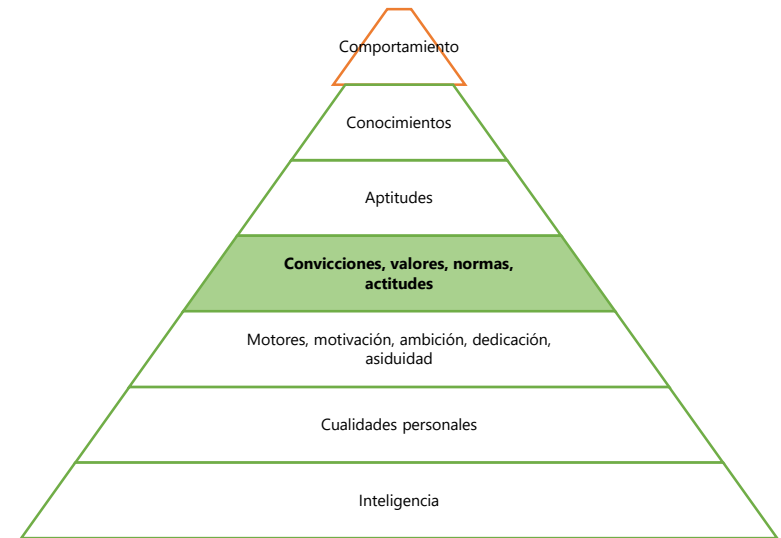 Comportamiento
Conocimientos
Aptitudes
Convicciones, valores, normas,
actitudes
Motores, motivación, ambición, dedicación,
asiduidad
Cualidades personales
Inteligencia